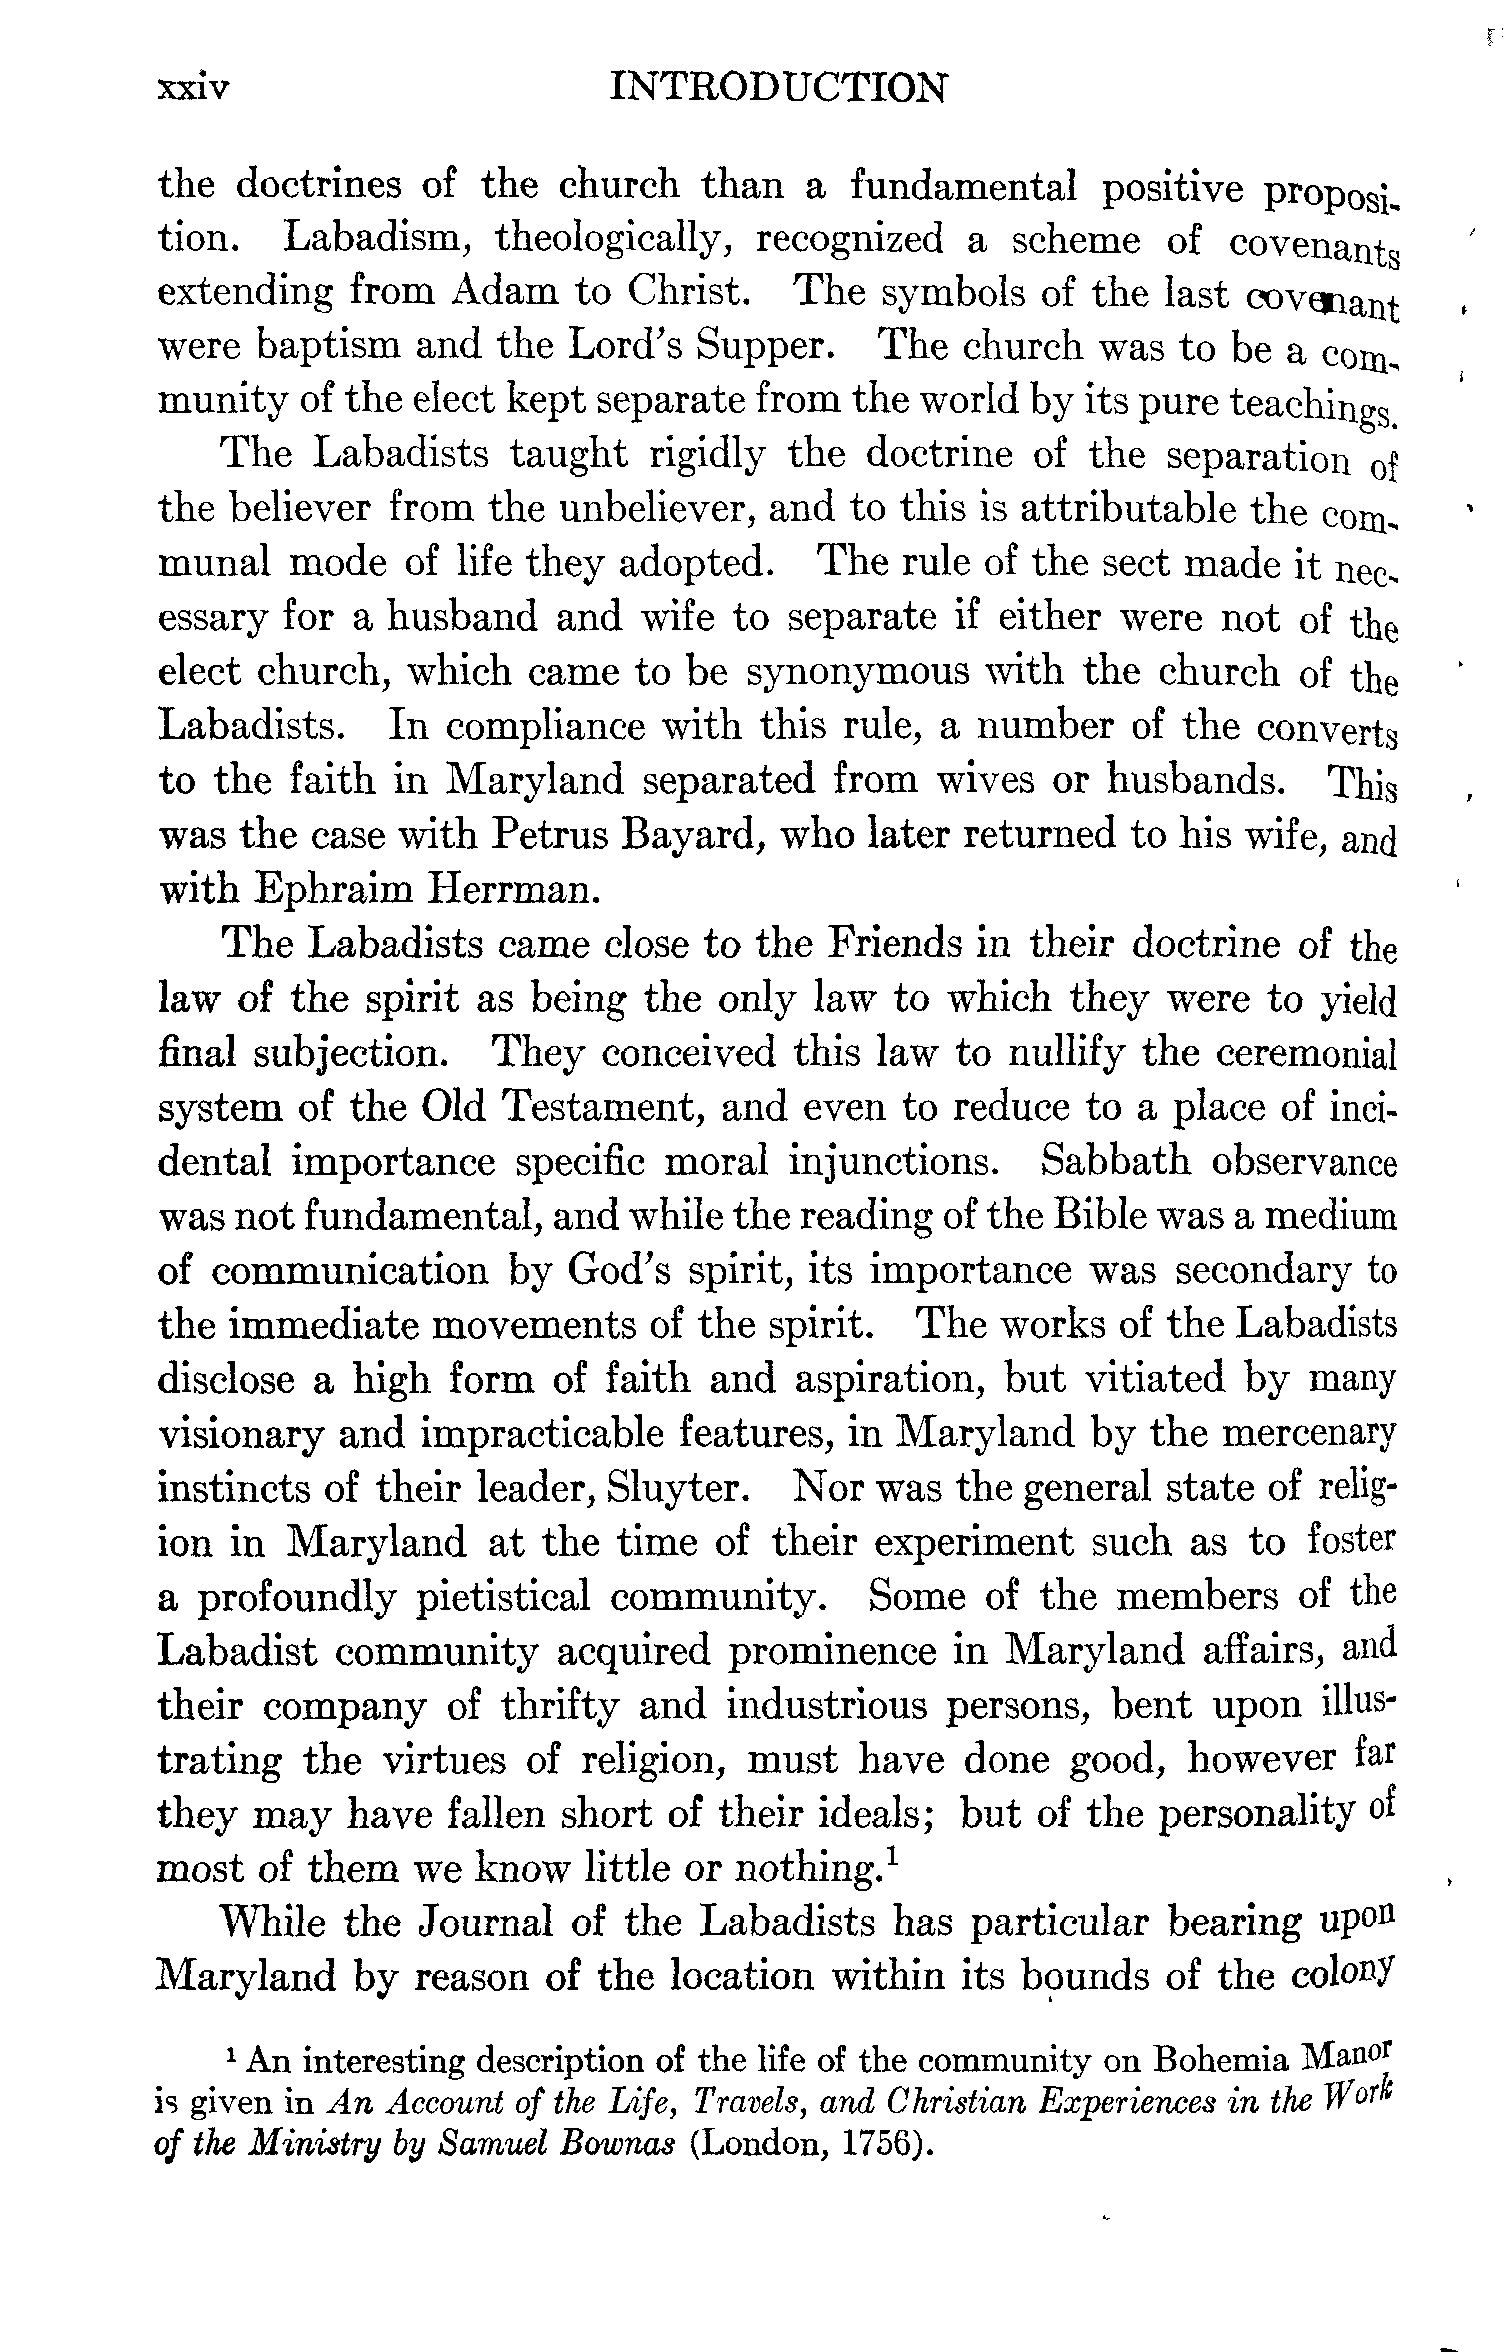 xxiv INTRODUCTION
the doctrines of the church than a fundamental positive proposi-
tion. Labadism, theologically, recognized a scheme of covenants
extending from Adam to Christ. The symbols of the last covenant
were baptism and the Lord's Supper. The church was to be a com-
munity of the elect kept separate from the world by its pure teachings.
The Labadists taught rigidly the doctrine of the separation of
the believer from the unbeliever, and to this is attributable the com-
munal mode of life they adopted. The rule of the sect made it nec-
essary for a husband and wife to separate if either were not of the
elect church, which came to be synonymous with the church of the
Labadists. In compliance with this rule, a number of the converts
to the faith in Maryland separated from wives or husbands. This
was the case with Petrus Bayard, who later returned to his wife, and
with Ephraim Herrman.
The Labadists came close to the Friends in their doctrine of the
law of the spirit as being the only law to which they were to yield
final subjection. They conceived this law to nullify the ceremonial
system of the Old Testament, and even to reduce to a place of inci-
dental importance specific moral injunctions. Sabbath observance
was not fundamental, and while the reading of the Bible was a medium
of communication by God's spirit, its importance was secondary to
the immediate movements of the spirit. The works of the Labadists
disclose a high form of faith and aspiration, but vitiated by many
visionary and impracticable features, in Maryland by the mercenary
instincts of their leader, Sluyter. Nor was the general state of relig-
ion in Maryland at the time of their experiment such as to foster
a profoundly pietistical community. Some of the members of the
Labadist community acquired prominence in Maryland affairs, and
their company of thrifty and industrious persons, bent upon illus-
trating the virtues of religion, must have done good, however far
they may have fallen short of their ideals; but of the personality of
most of them we know little or nothing.¹
While the Journal of the Labadists has particular bearing upon
Maryland by reason of the location within its bounds of the colony
¹ An interesting description of the life of the community on Bohemia Manor
is given in An Account of the Life, Travels, and Christian Experiences in the Work
of the Ministry by Samuel Bownas (London, 1756).